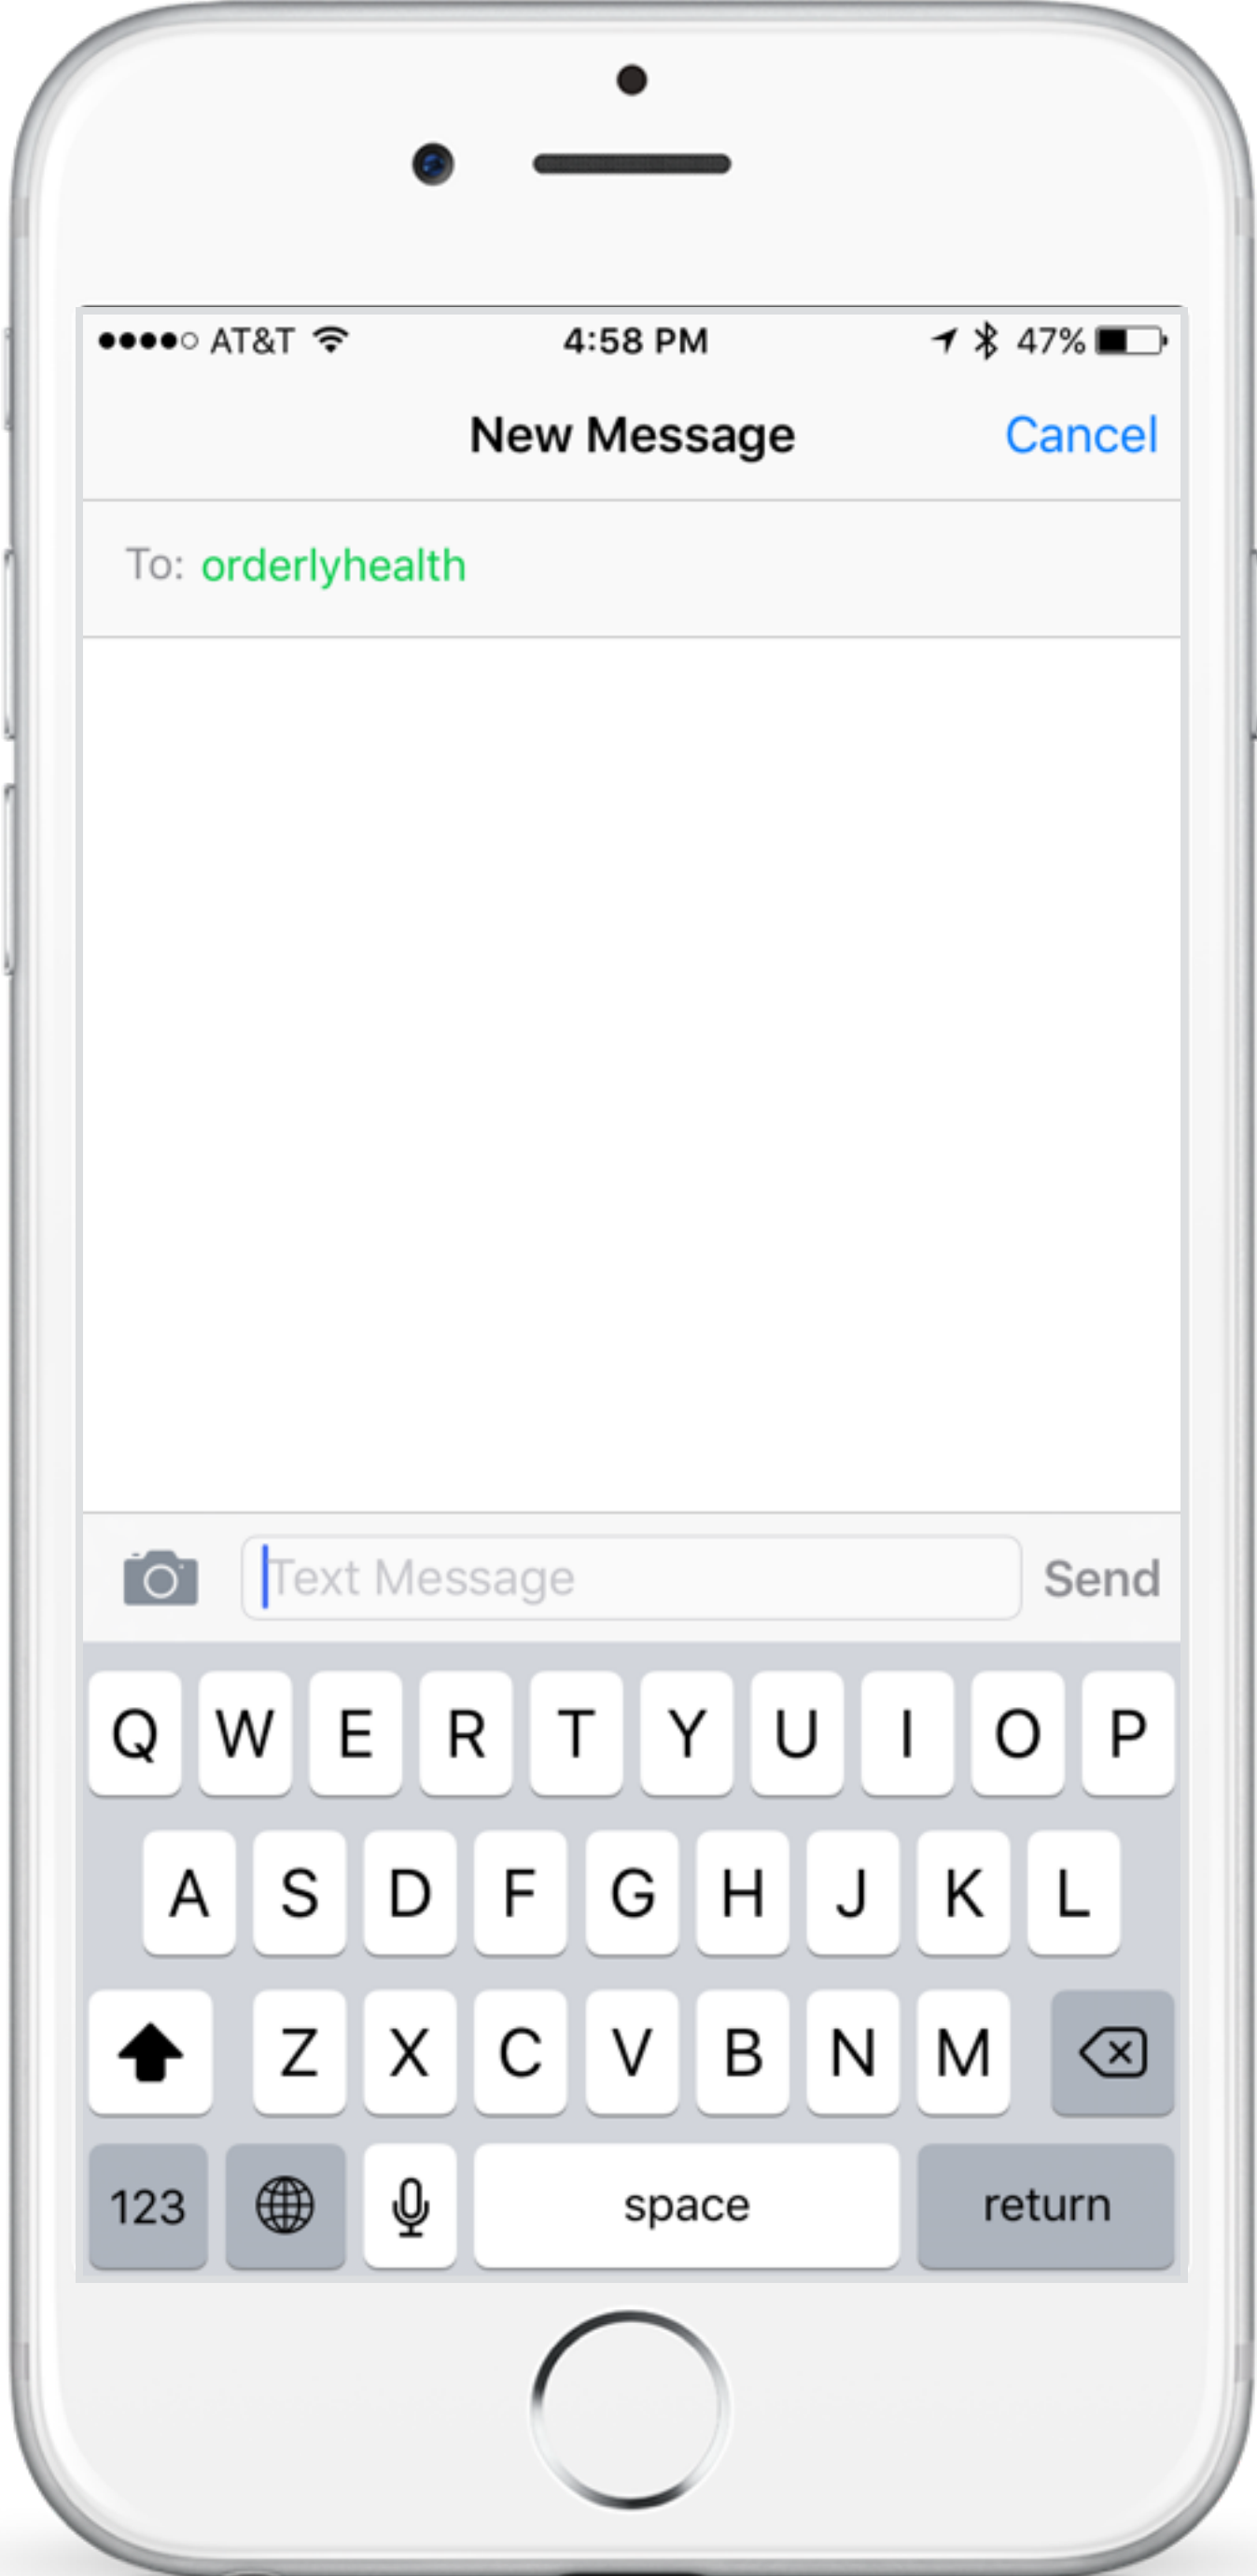 AT&T 4:58 PM 47%
New Message Cancel
To: orderlyhealth
Text Message Send
Q W E R T Y U I O P
A S D F G H J K L
Z X C V B N M
123 space return